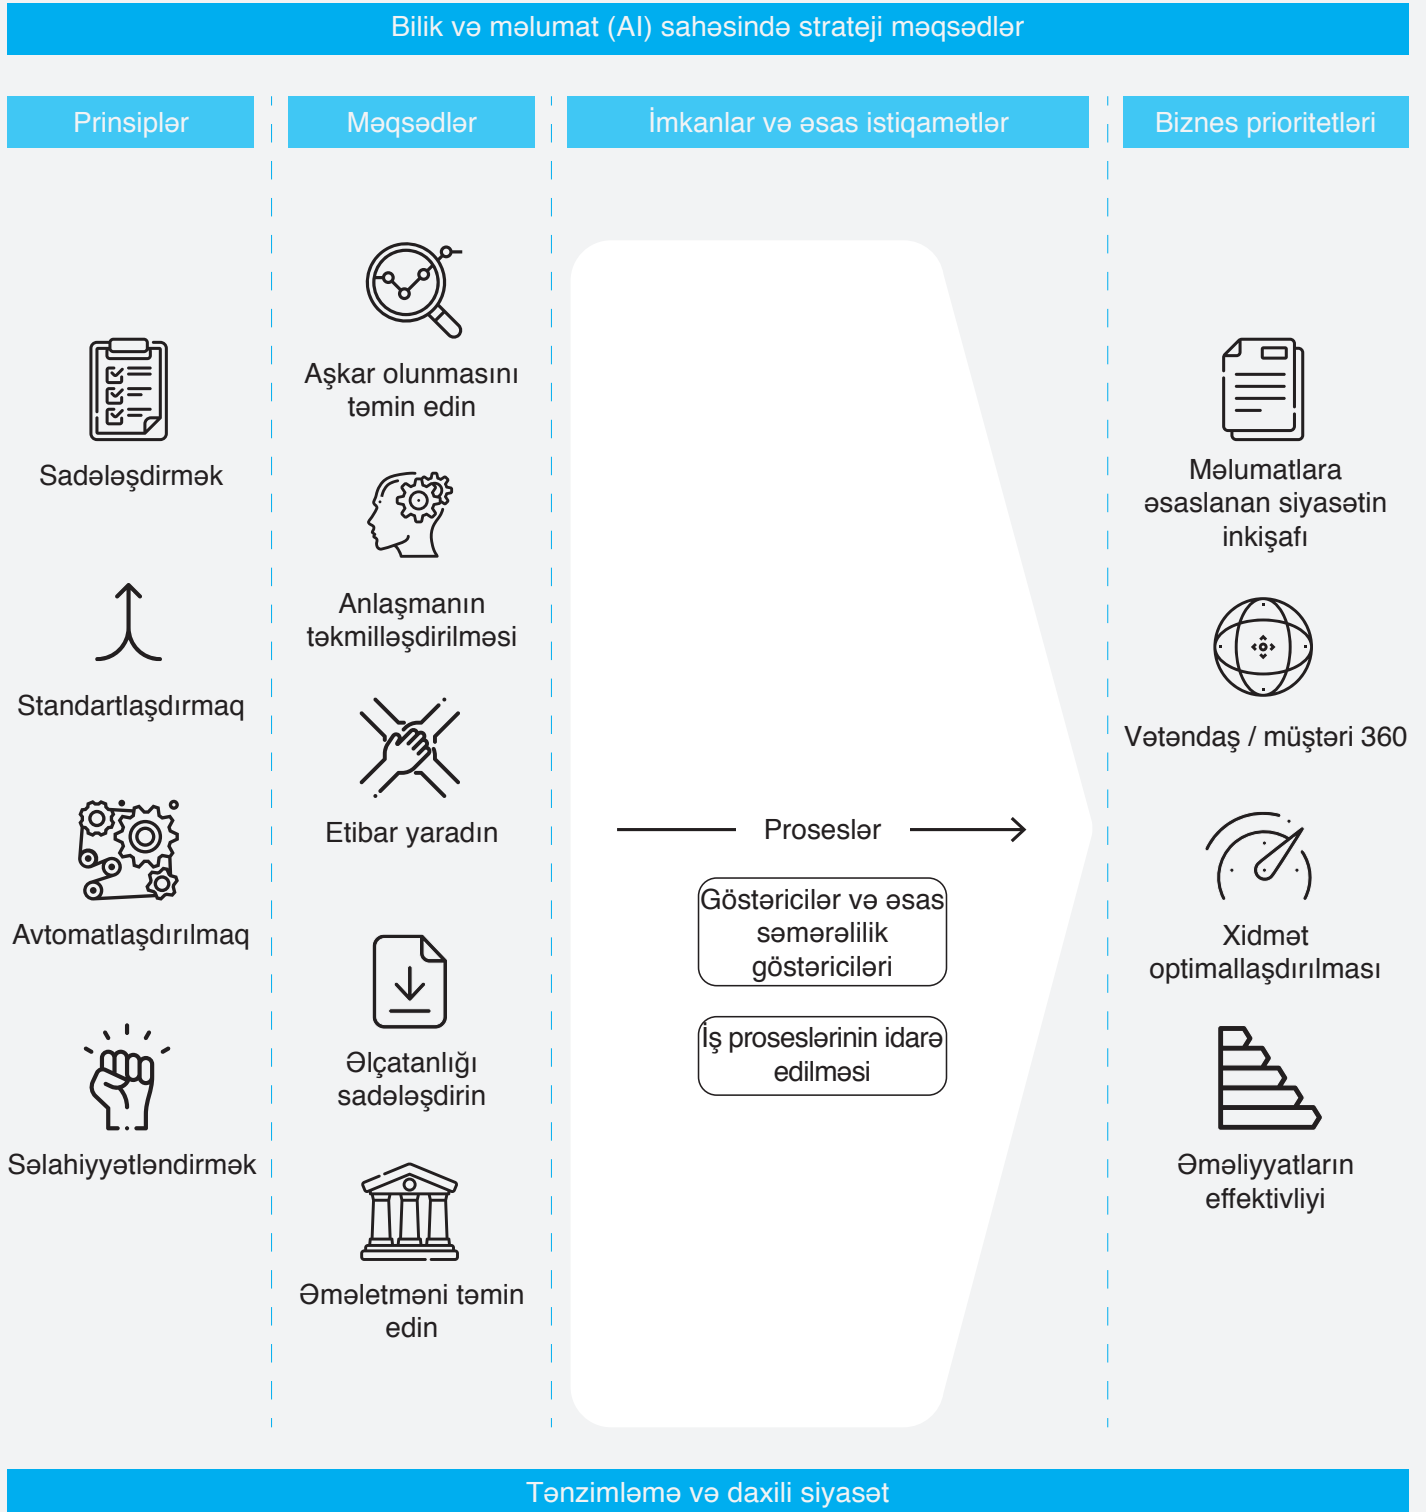 Bilik və məlumat (AI) sahəsində strateji məqsədlər
Prinsiplər
Məqsədlər
İmkanlar və əsas istiqamətlər
Biznes prioritetləri
Sadələşdirmək
Standartlaşdırmaq
Avtomatlaşdırılmaq
Səlahiyyətləndirmək
Aşkar olunmasını
təmin edin
Anlaşmanın
təkmilləşdirilməsi
Etibar yaradın
Əlçatanlığı
sadələşdirin
Əməletməni təmin
edin
Proseslər
Göstəricilər və əsas
səmərəlilik
göstəriciləri
İş proseslərinin idarə
edilməsi
Məlumatlara
əsaslanan siyasətin
inkişafı
Vətəndaş / müştəri 360
Xidmət
optimallaşdırılması
Əməliyyatların
effektivliyi
Tənzimləmə və daxili siyasət